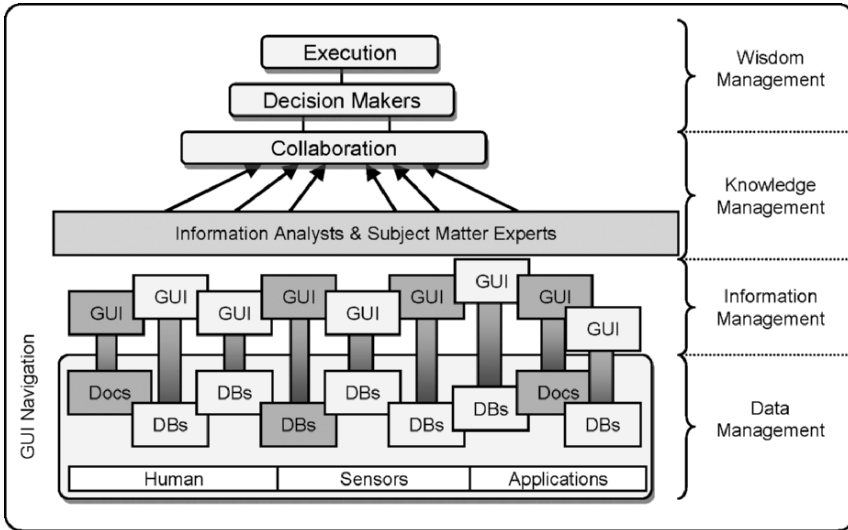 Execution
Decision Makers
Collaboration
Information Analysts & Subject Matter Experts
GUI
GUI
GUI
GUI
GUI
GUI
GUI
GUI
GUI
Docs
DBs
DBs
DBs
DBs
DBs
DBs
Docs
DBs
Human
Sensors
Applications
GUI Navigation
Wisdom
Management
Knowledge
Management
Information
Management
Data
Management